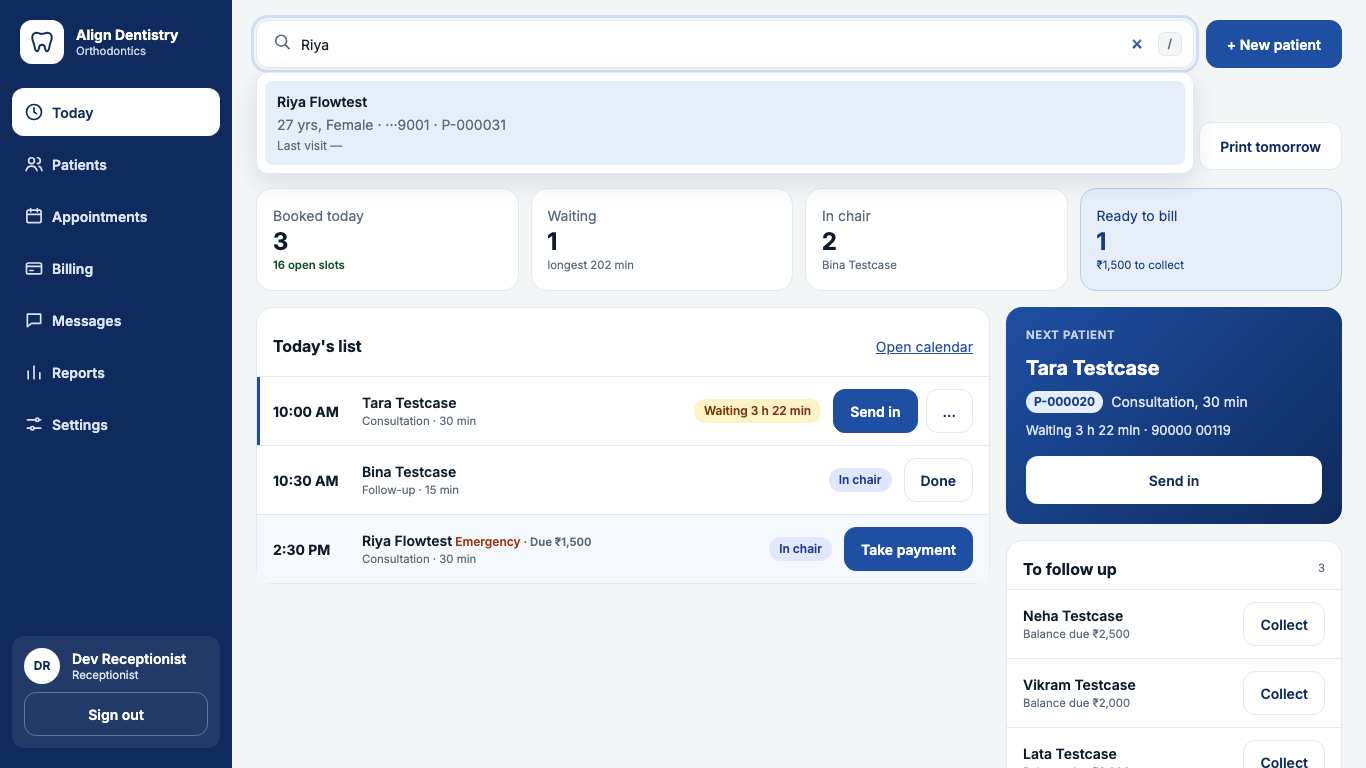 Align Dentistry
Orthodontics
Today
Patients
Appointments
Billing
Messages
Reports
Settings
DR
Dev Receptionist
Receptionist
Sign out
Riya
/
+ New patient
Riya Flowtest
27 yrs, Female · ···9001 · P-000031
Last visit —
Print tomorrow
Booked today
3
16 open slots
Waiting
1
longest 202 min
In chair
2
Bina Testcase
Ready to bill
1
₹1,500 to collect
Today's list
Open calendar
10:00 AM
Tara Testcase
Consultation · 30 min
Waiting 3 h 22 min
Send in
...
10:30 AM
Bina Testcase
Follow-up · 15 min
In chair
Done
2:30 PM
Riya Flowtest Emergency · Due ₹1,500
Consultation · 30 min
In chair
Take payment
NEXT PATIENT
Tara Testcase
P-000020 Consultation, 30 min
Waiting 3 h 22 min · 90000 00119
Send in
To follow up
3
Neha Testcase
Balance due ₹2,500
Collect
Vikram Testcase
Balance due ₹2,000
Collect
Lata Testcase
Collect